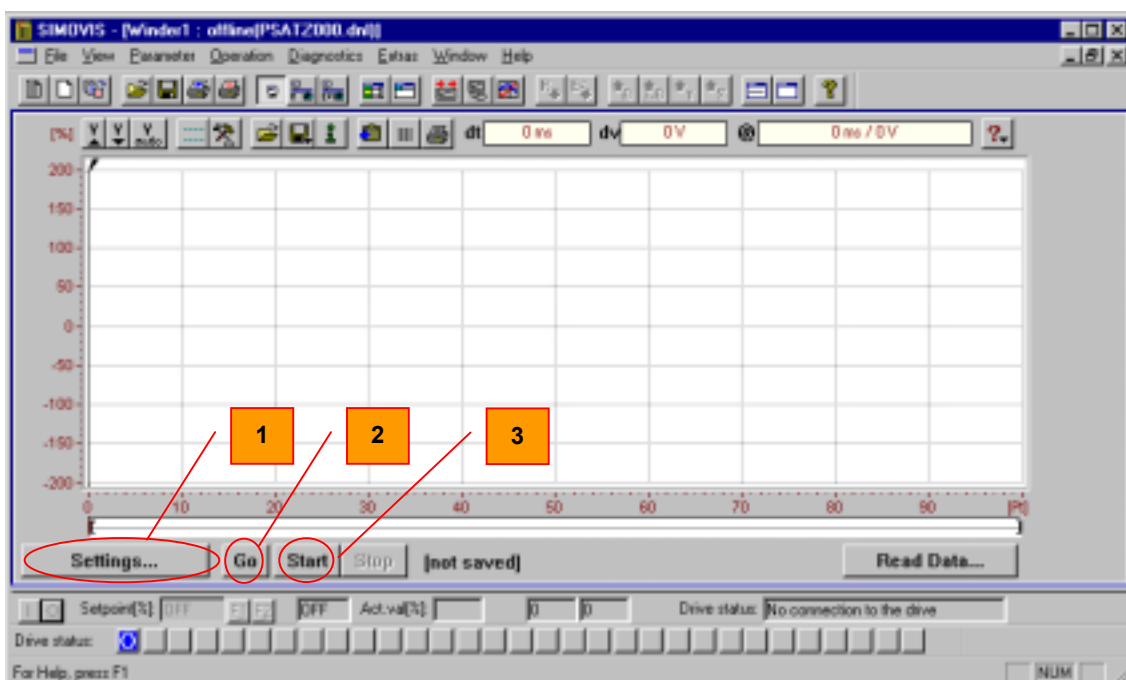 SIMOVIS - [Winder1 : offline(PSATZ000.dnl)]
File View Parameter Operation Diagnostics Extras Window Help
[%] Y Y Y auto dt 0 ms dv 0 V @ 0 ms / 0 V ?
200
150
100
50
0
-50
-100
-150
-200
1 2 3
0 10 20 30 40 50 60 70 80 90 [Pt]
Settings... Go Start Stop [not saved] Read Data...
I O Setpoint[%]: OFF F1 F2 OFF Act.val[%]: 0 0 Drive status: No connection to the drive
Drive status: O
For Help, press F1 NUM